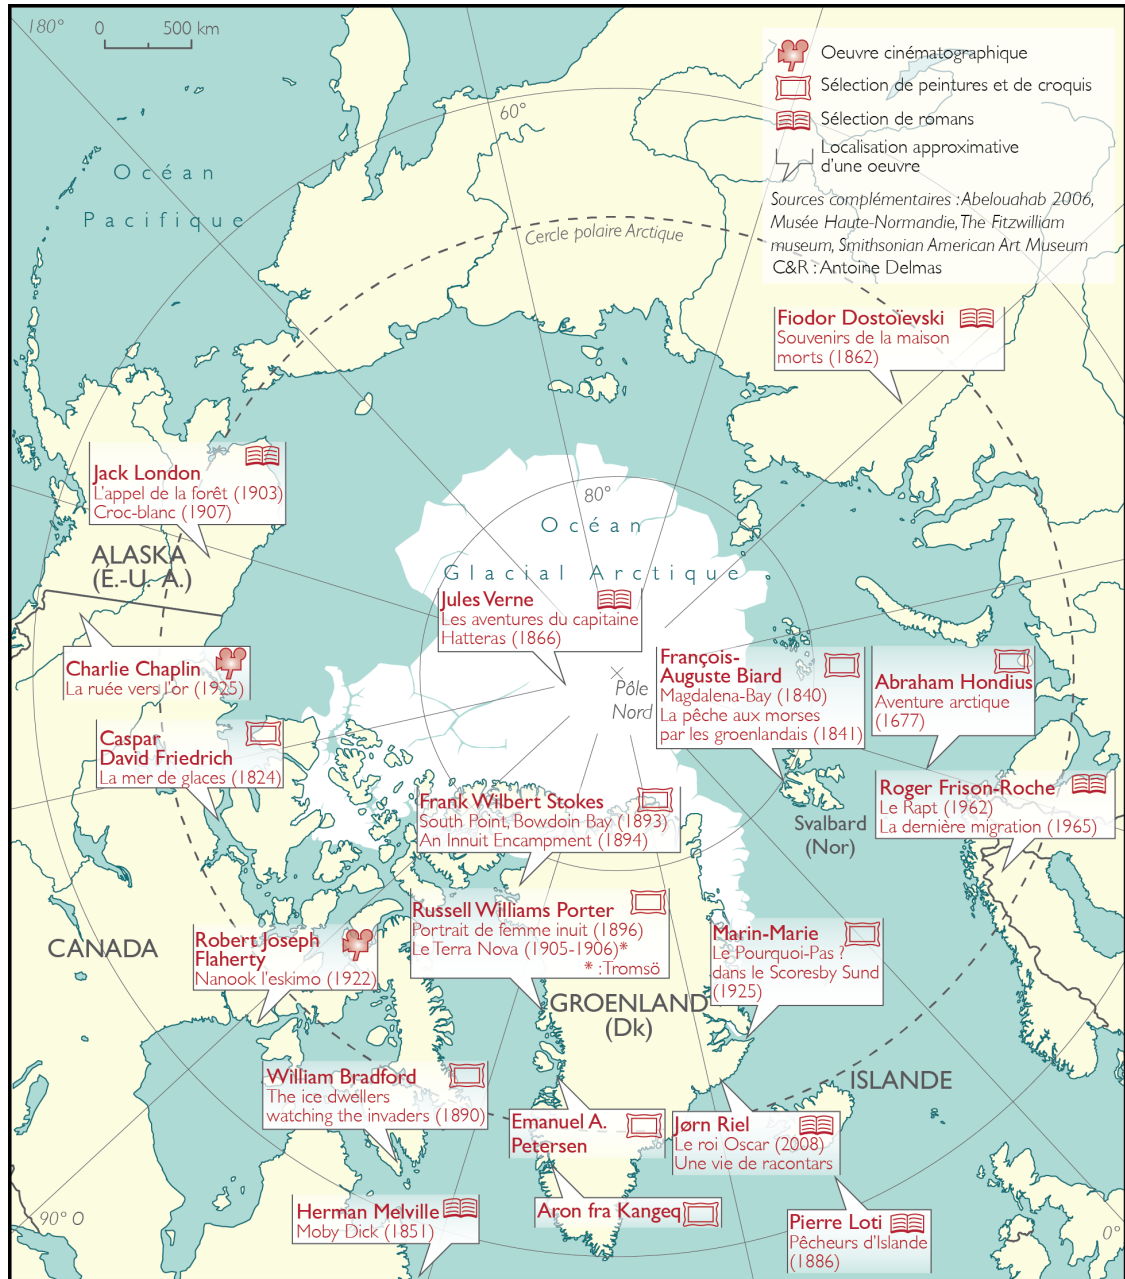 180°
0 500 km
Oeuvre cinématographique
Sélection de peintures et de croquis
Sélection de romans
Localisation approximative
d'une oeuvre
Sources complémentaires : Abelouahab 2006,
Musée Haute-Normandie, The Fitzwilliam
museum, Smithsonian American Art Museum
C&R : Antoine Delmas
60°
Océan
Pacifique
Cercle polaire Arctique
Fiodor Dostoïevski
Souvenirs de la maison
morts (1862)
Jack London
L'appel de la forêt (1903)
Croc-blanc (1907)
80°
Océan
Glacial Arctique
ALASKA
(É.-U. A.)
Jules Verne
Les aventures du capitaine
Hatteras (1866)
Pôle
Nord
Charlie Chaplin
La ruée vers l'or (1925)
François-
Auguste Biard
Magdalena-Bay (1840)
La pêche aux morses
par les groenlandais (1841)
Abraham Hondius
Aventure arctique
(1677)
Caspar
David Friedrich
La mer de glaces (1824)
Frank Wilbert Stokes
South Point, Bowdoin Bay (1893)
An Innuit Encampment (1894)
Svalbard
(Nor)
Roger Frison-Roche
Le Rapt (1962)
La dernière migration (1965)
CANADA
Robert Joseph
Flaherty
Nanook l'eskimo (1922)
Russell Williams Porter
Portrait de femme inuit (1896)
Le Terra Nova (1905-1906)*
* :Tromsö
Marin-Marie
Le Pourquoi-Pas ?
dans le Scoresby Sund
(1925)
GROENLAND
(Dk)
William Bradford
The ice dwellers
watching the invaders (1890)
ISLANDE
Emanuel A.
Petersen
Jørn Riel
Le roi Oscar (2008)
Une vie de racontars
Herman Melville
Moby Dick (1851)
Aron fra Kangeq
Pierre Loti
Pêcheurs d'Islande
(1886)
90° O
0°